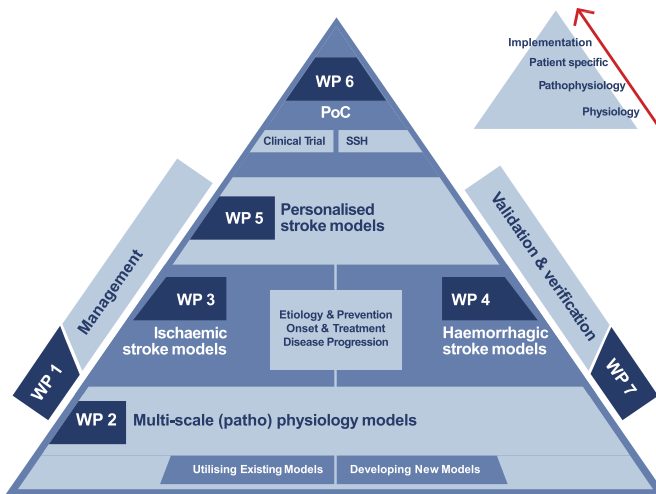 Implementation
Patient specific
Pathophysiology
Physiology
WP 6
PoC
Clinical Trial
SSH
WP 5
Personalised
stroke models
Management
Validation & verification
WP 3
Ischaemic
stroke models
Etiology & Prevention
Onset & Treatment
Disease Progression
WP 4
Haemorrhagic
stroke models
WP 1
WP 7
WP 2
Multi-scale (patho) physiology models
Utilising Existing Models
Developing New Models